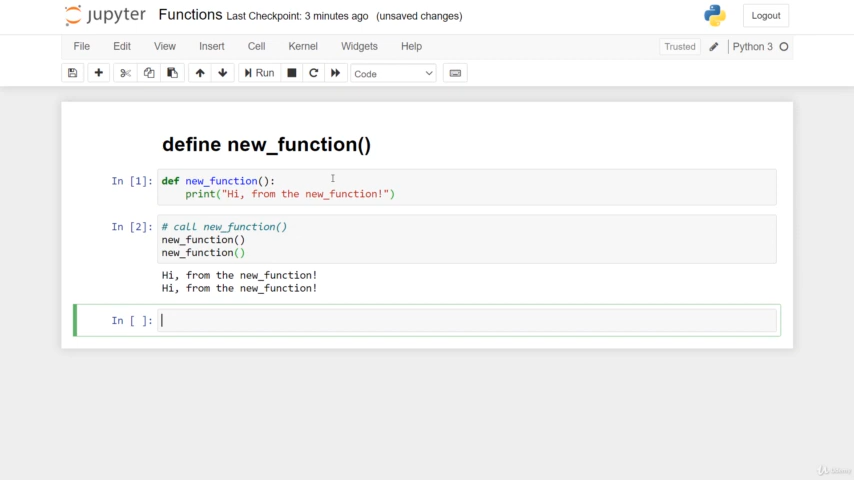 jupyter Functions Last Checkpoint: 3 minutes ago (unsaved changes) Logout
File Edit View Insert Cell Kernel Widgets Help Trusted Python 3
Run Code
define new_function()
In [1]: def new_function():
print("Hi, from the new_function!")
In [2]: # call new_function()
new_function()
new_function()
Hi, from the new_function!
Hi, from the new_function!
In [ ]:
Udemy